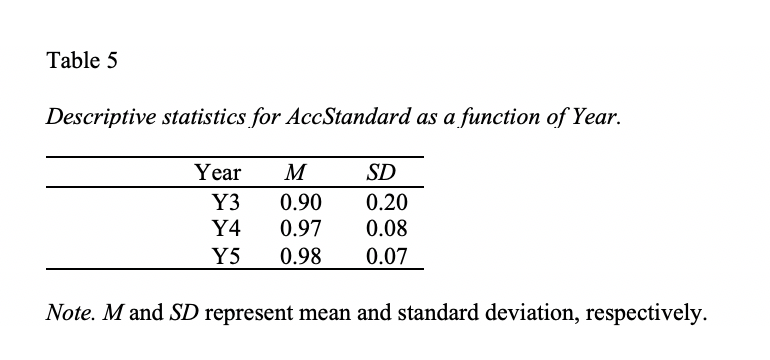 Table 5
Descriptive statistics for AccStandard as a function of Year.
Year M SD
Y3 0.90 0.20
Y4 0.97 0.08
Y5 0.98 0.07
Note. M and SD represent mean and standard deviation, respectively.